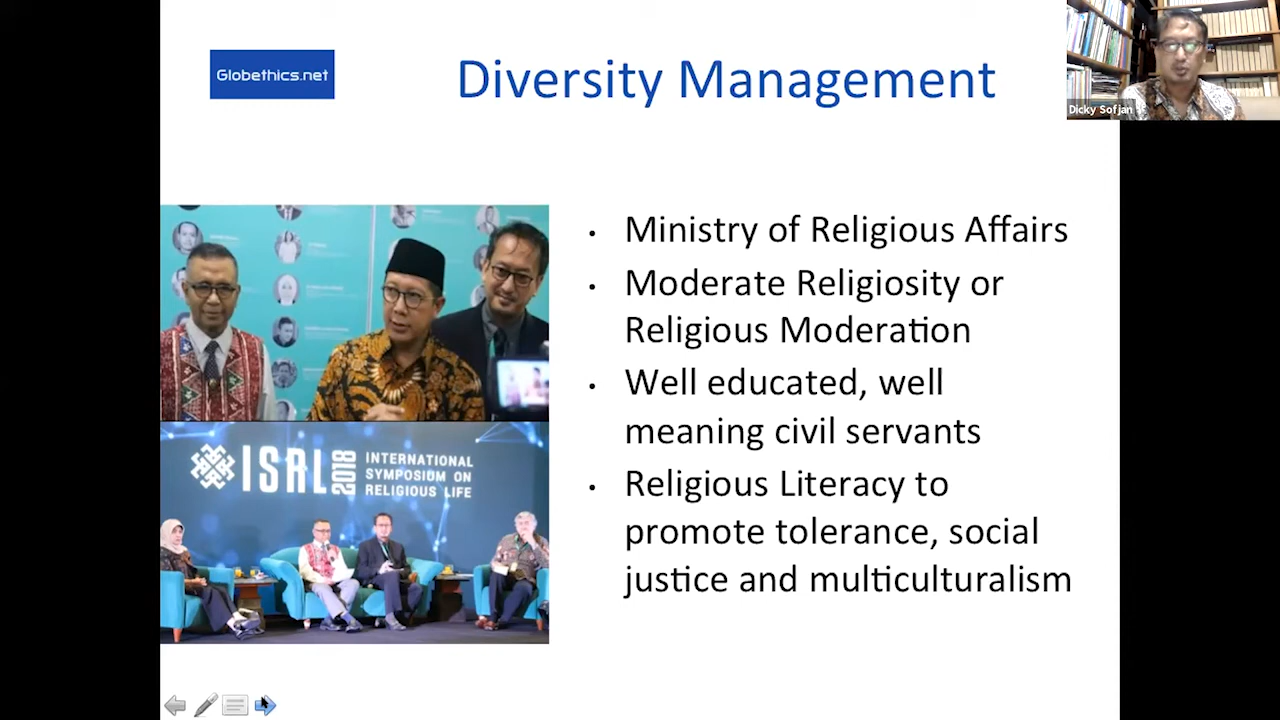 Globethics.net
Diversity Management
Dicky Sofjan
• Ministry of Religious Affairs
• Moderate Religiosity or
Religious Moderation
• Well educated, well
meaning civil servants
• Religious Literacy to
promote tolerance, social
justice and multiculturalism
ISRL 2018 INTERNATIONAL
SYMPOSIUM ON
RELIGIOUS LIFE